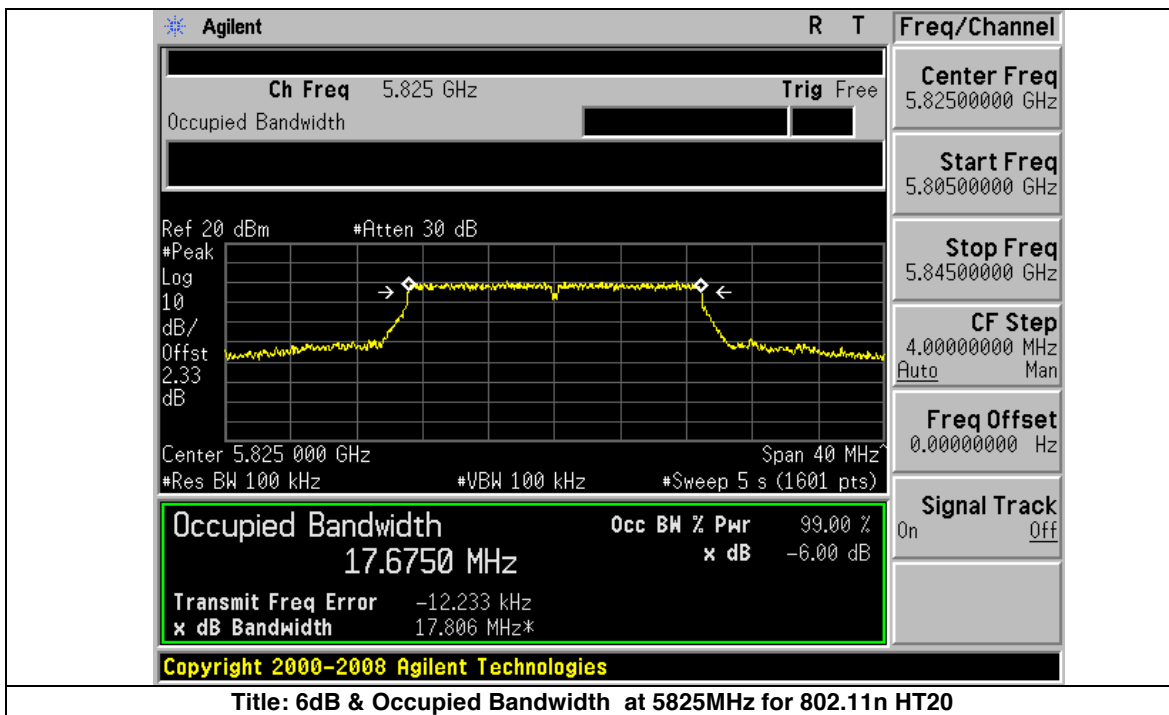 Agilent R T Freq/Channel
Ch Freq 5.825 GHz Trig Free
Occupied Bandwidth
Center Freq
5.82500000 GHz
Start Freq
5.80500000 GHz
Stop Freq
5.84500000 GHz
CF Step
4.00000000 MHz
Auto Man
Freq Offset
0.00000000 Hz
Signal Track
On Off
Ref 20 dBm #Atten 30 dB
#Peak
Log
10
dB/
Offst
2.33
dB
Center 5.825 000 GHz Span 40 MHz^
#Res BW 100 kHz #VBW 100 kHz #Sweep 5 s (1601 pts)
Occupied Bandwidth Occ BW % Pwr 99.00 %
17.6750 MHz x dB -6.00 dB
Transmit Freq Error -12.233 kHz
x dB Bandwidth 17.806 MHz*
Copyright 2000-2008 Agilent Technologies
Title: 6dB & Occupied Bandwidth at 5825MHz for 802.11n HT20